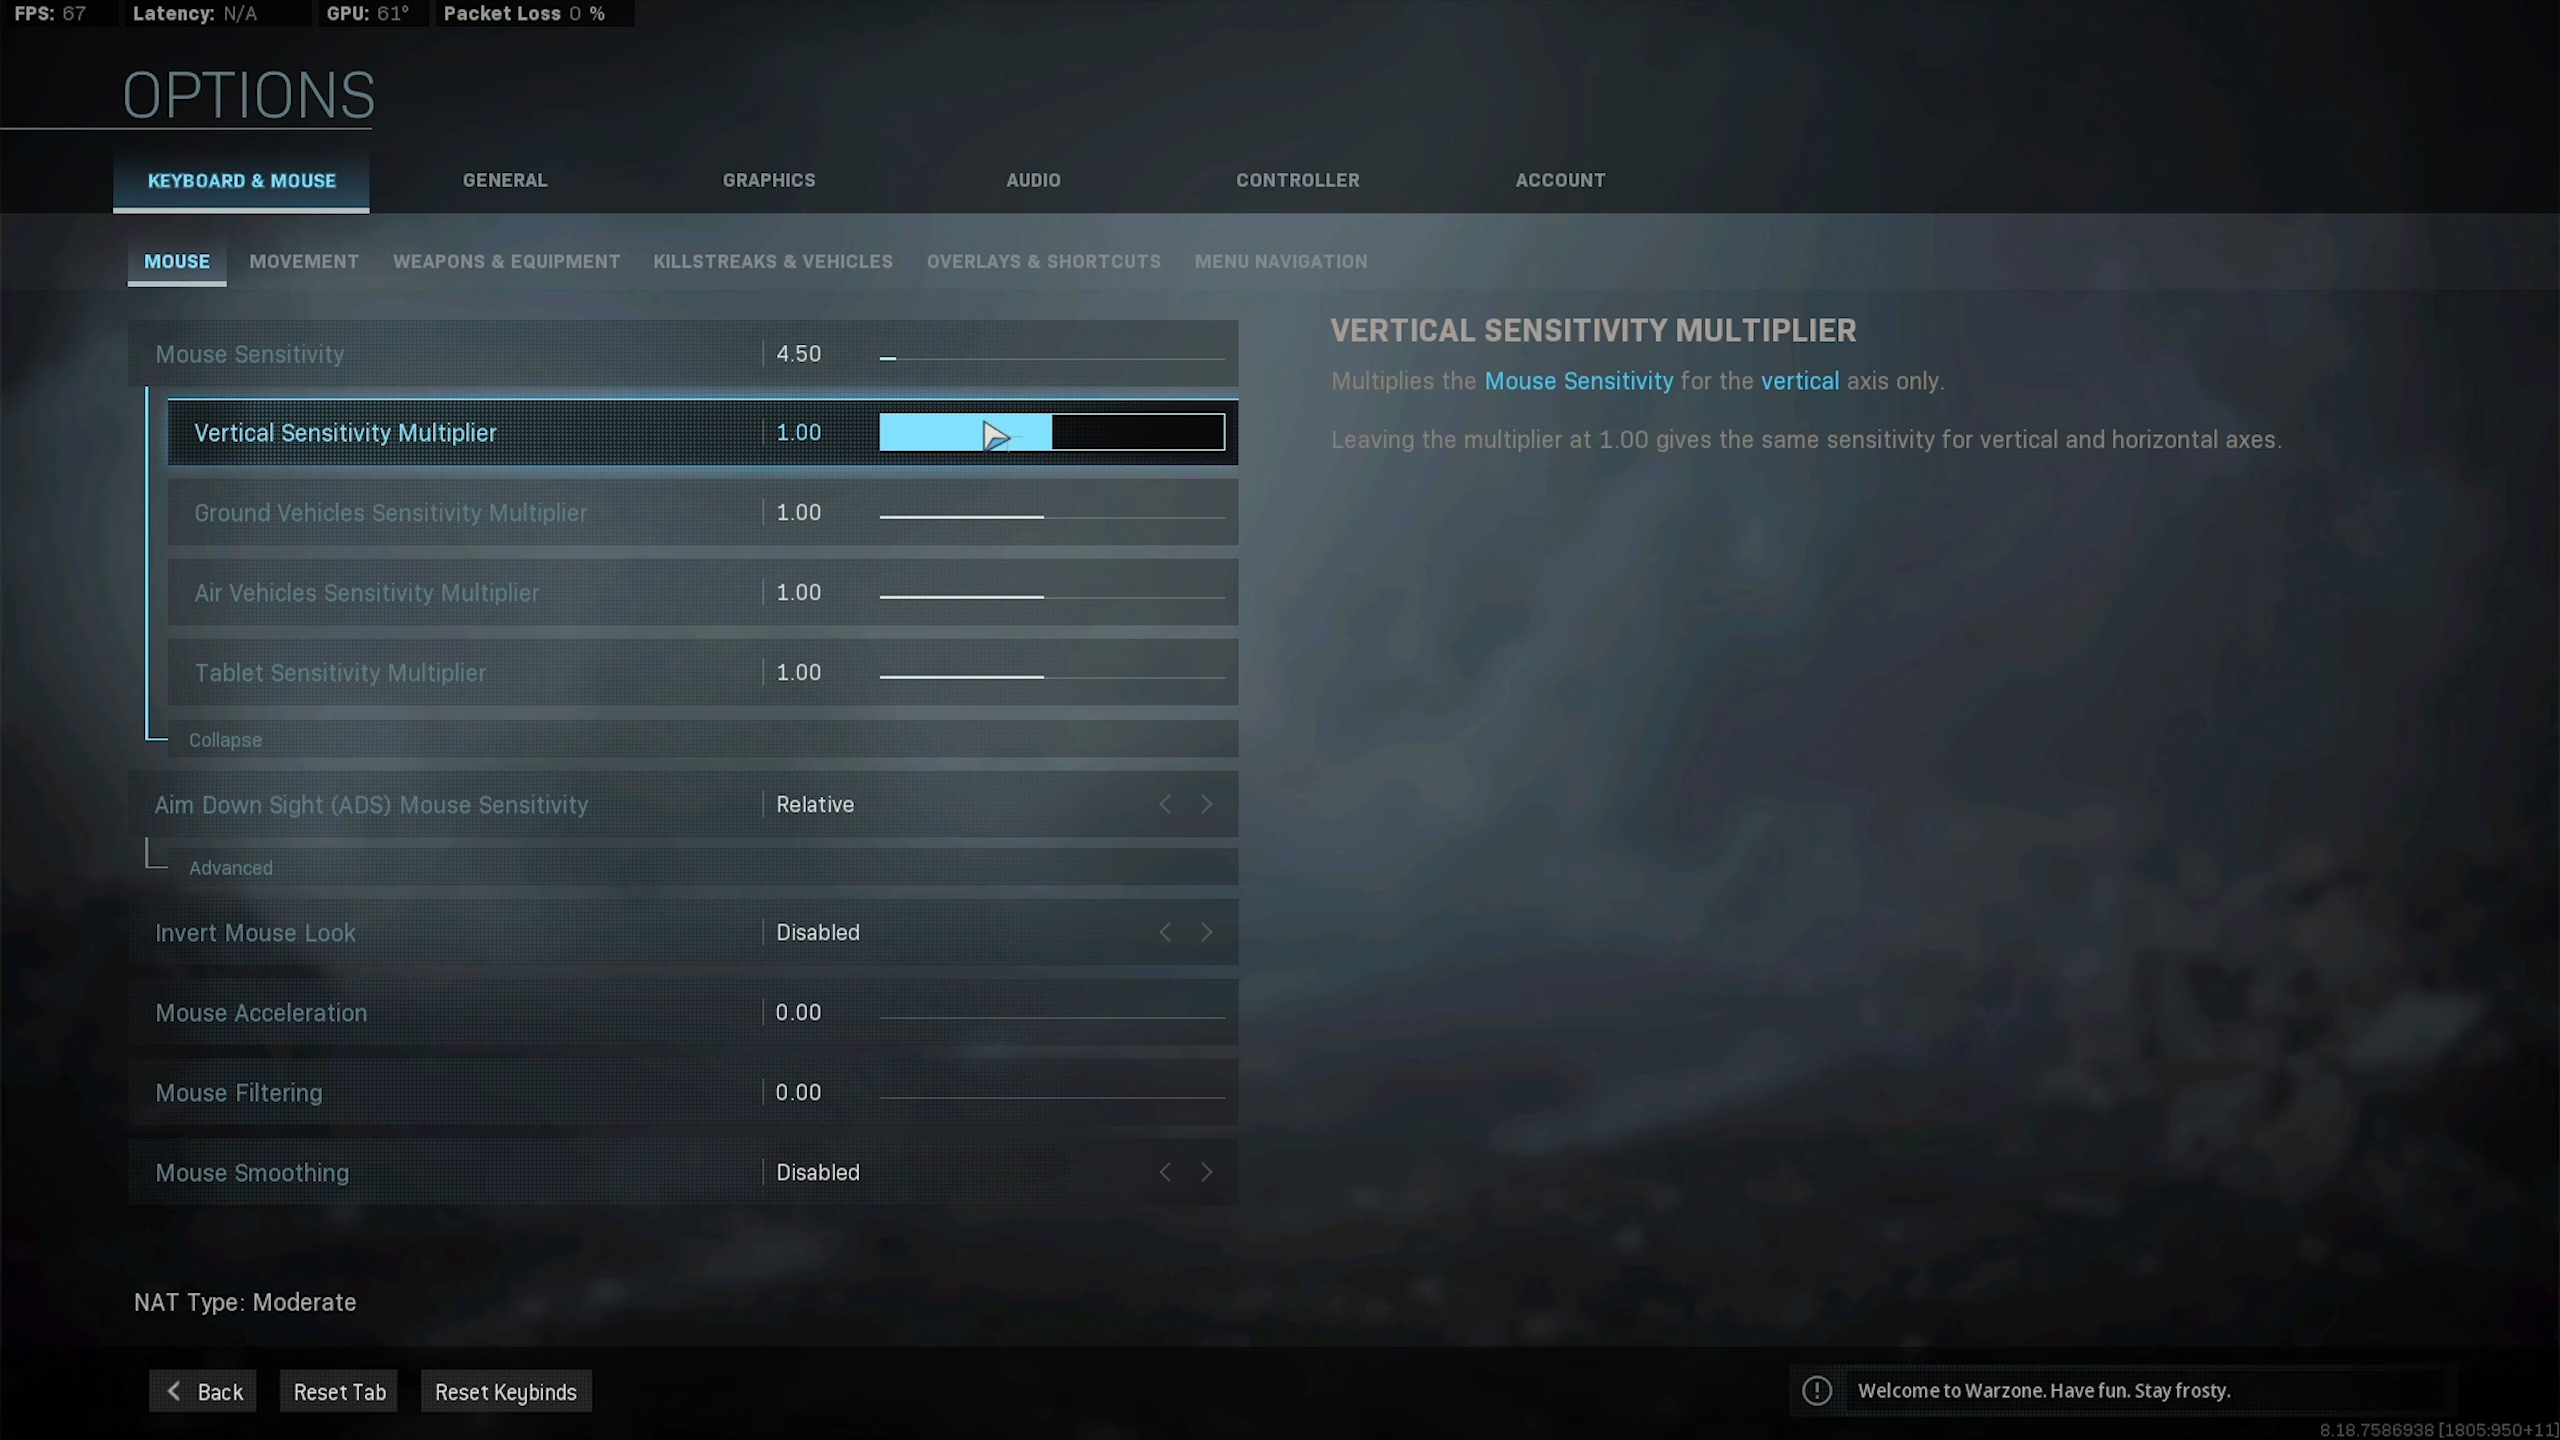 FPS: 67 Latency: N/A GPU: 61° Packet Loss 0 %
OPTIONS
KEYBOARD & MOUSE GENERAL GRAPHICS AUDIO CONTROLLER ACCOUNT
MOUSE MOVEMENT WEAPONS & EQUIPMENT KILLSTREAKS & VEHICLES OVERLAYS & SHORTCUTS MENU NAVIGATION
Mouse Sensitivity 4.50
Vertical Sensitivity Multiplier 1.00
Ground Vehicles Sensitivity Multiplier 1.00
Air Vehicles Sensitivity Multiplier 1.00
Tablet Sensitivity Multiplier 1.00
Collapse
Aim Down Sight (ADS) Mouse Sensitivity Relative
Advanced
Invert Mouse Look Disabled
Mouse Acceleration 0.00
Mouse Filtering 0.00
Mouse Smoothing Disabled
VERTICAL SENSITIVITY MULTIPLIER
Multiplies the Mouse Sensitivity for the vertical axis only.
Leaving the multiplier at 1.00 gives the same sensitivity for vertical and horizontal axes.
NAT Type: Moderate
Back Reset Tab Reset Keybinds
Welcome to Warzone. Have fun. Stay frosty.
8.18.7586938 [1805:950+11]